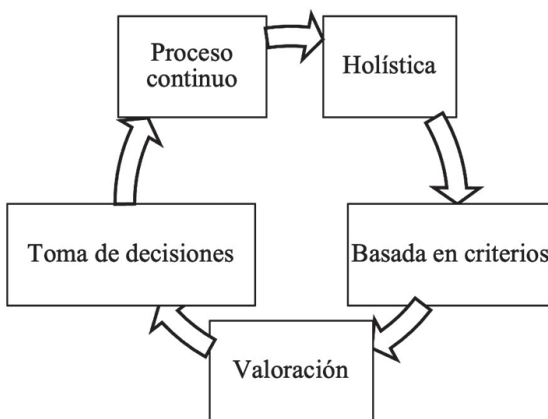 Proceso
continuo
Holística
Basada en criterios
Valoración
Toma de decisiones